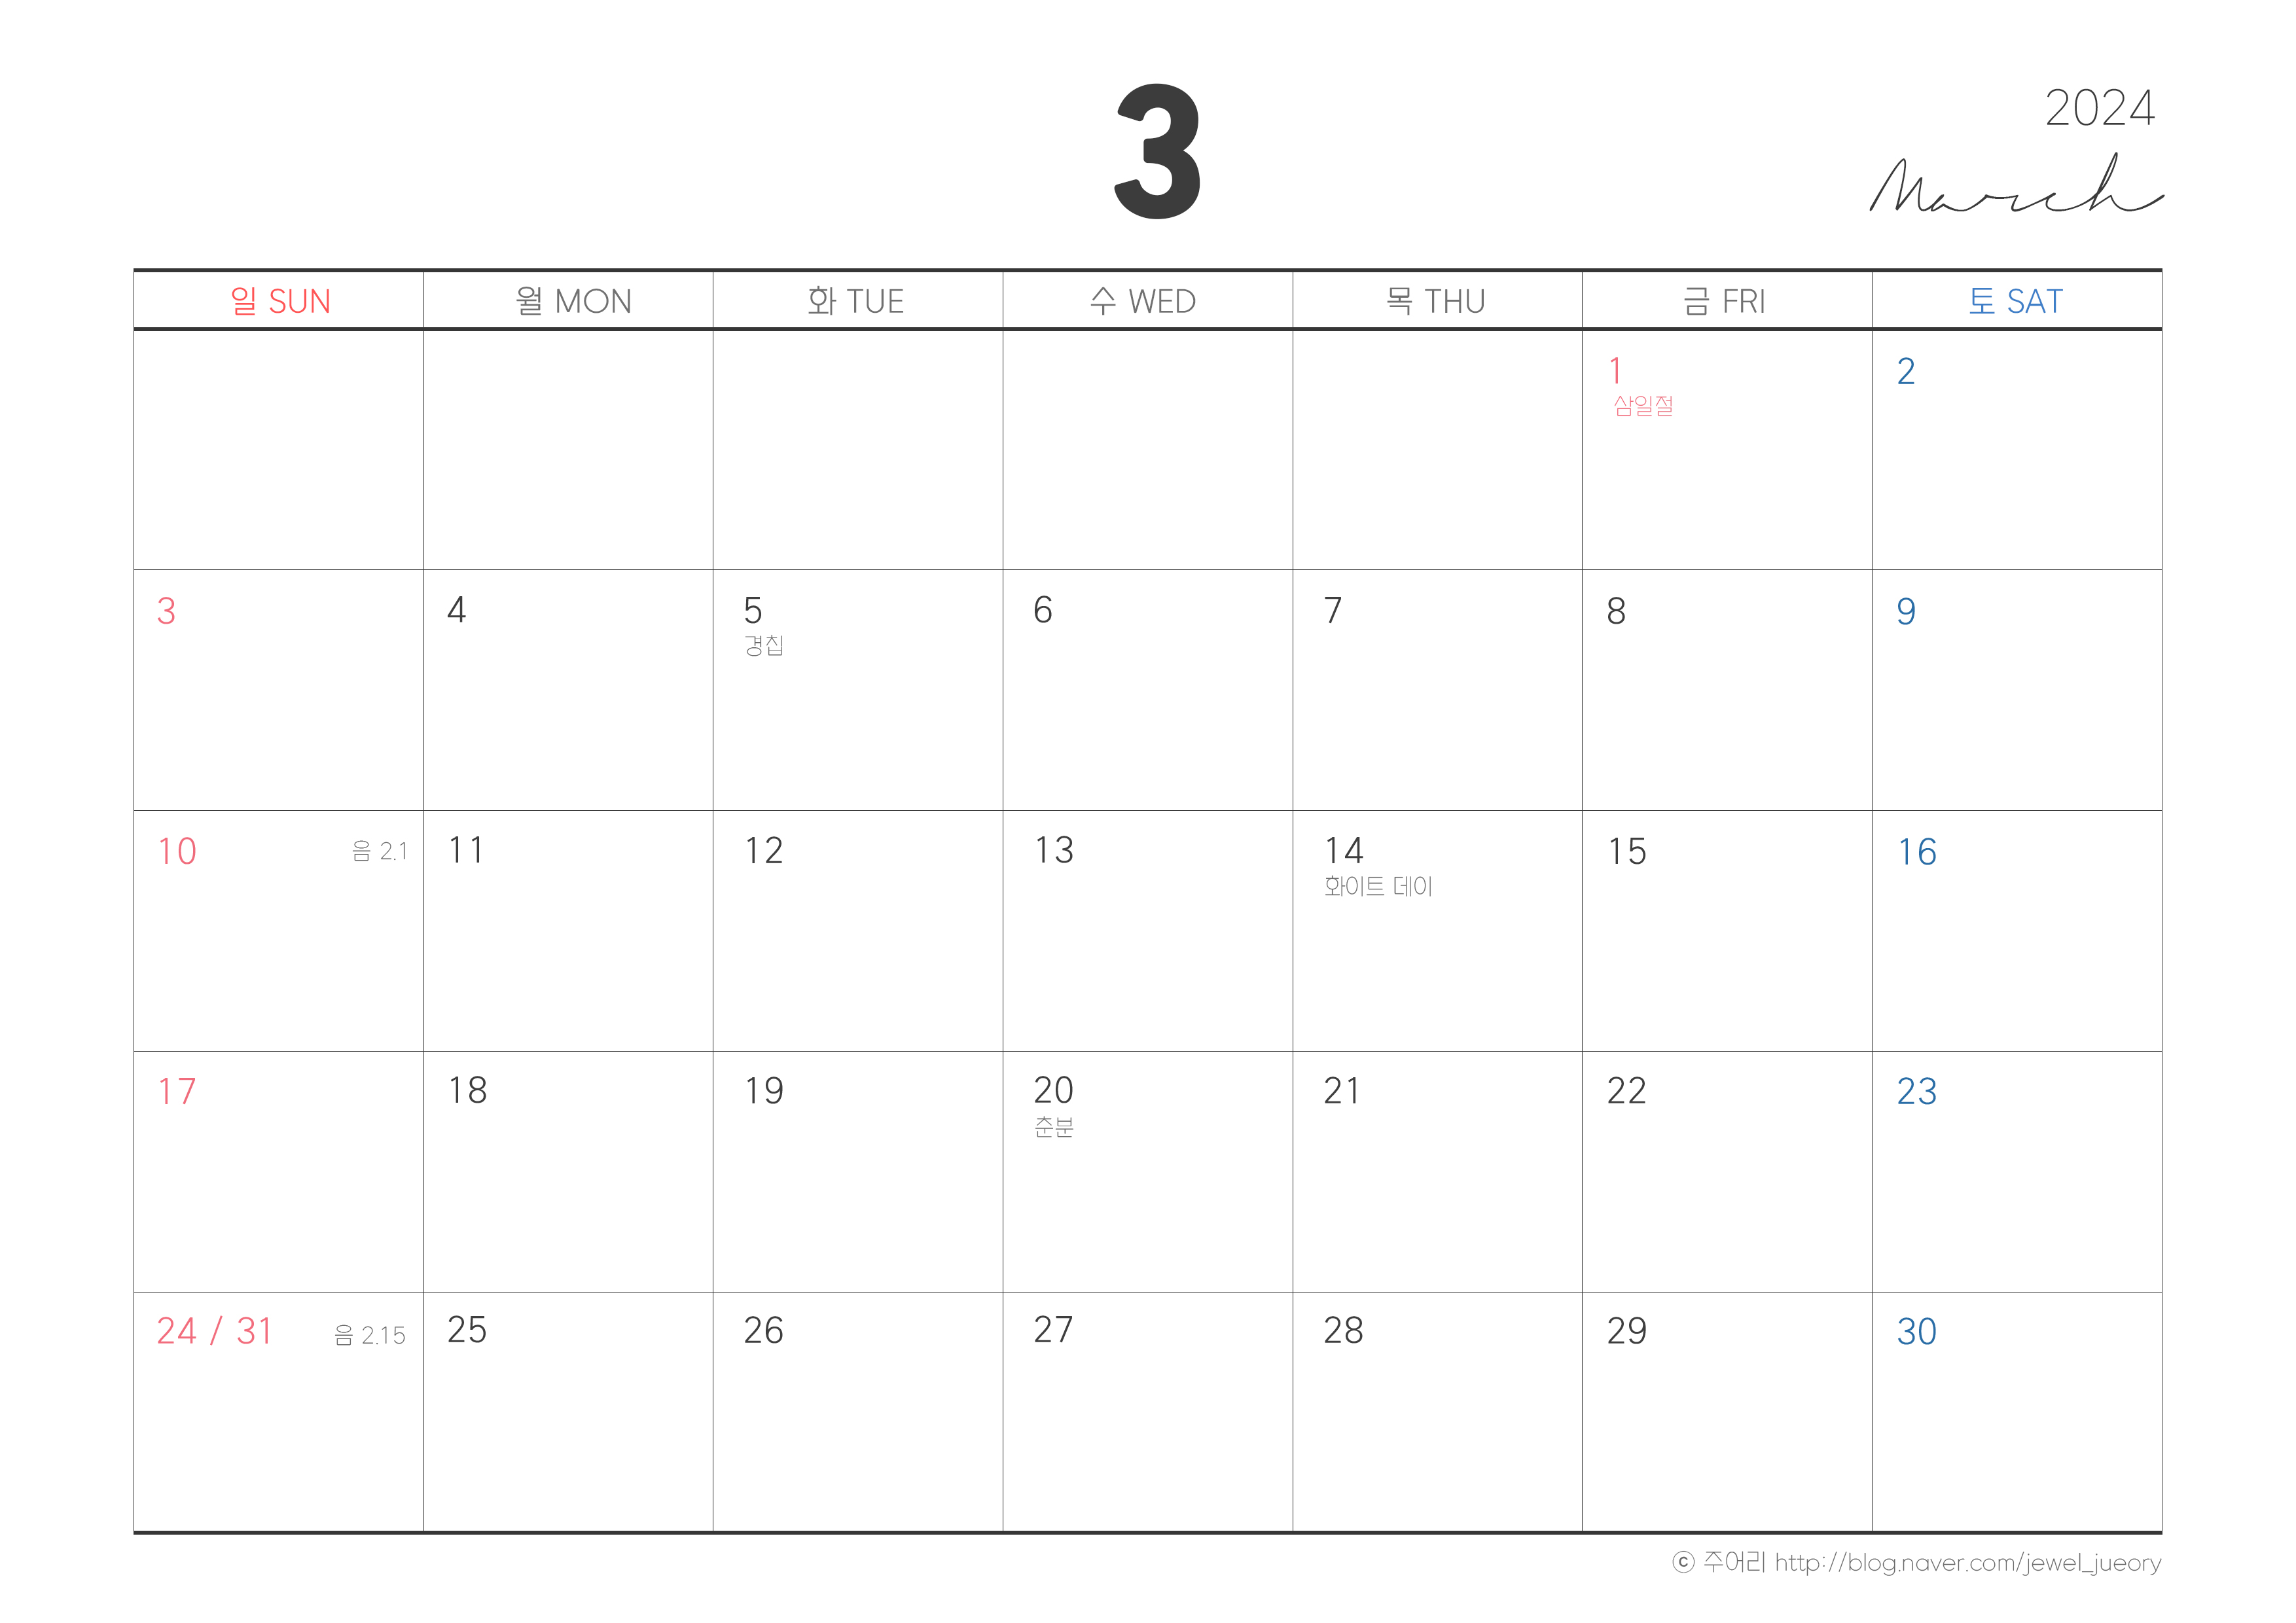 3
2024
March
일 SUN 월 MON 화 TUE 수 WED 목 THU 금 FRI 토 SAT
1 2
삼일절
3 4 5 6 7 8 9
경칩
10 음 2.1 11 12 13 14 15 16
화이트 데이
17 18 19 20 21 22 23
춘분
24 / 31 음 2.15 25 26 27 28 29 30
ⓒ 주어리 http://blog.naver.com/jewel_jueory